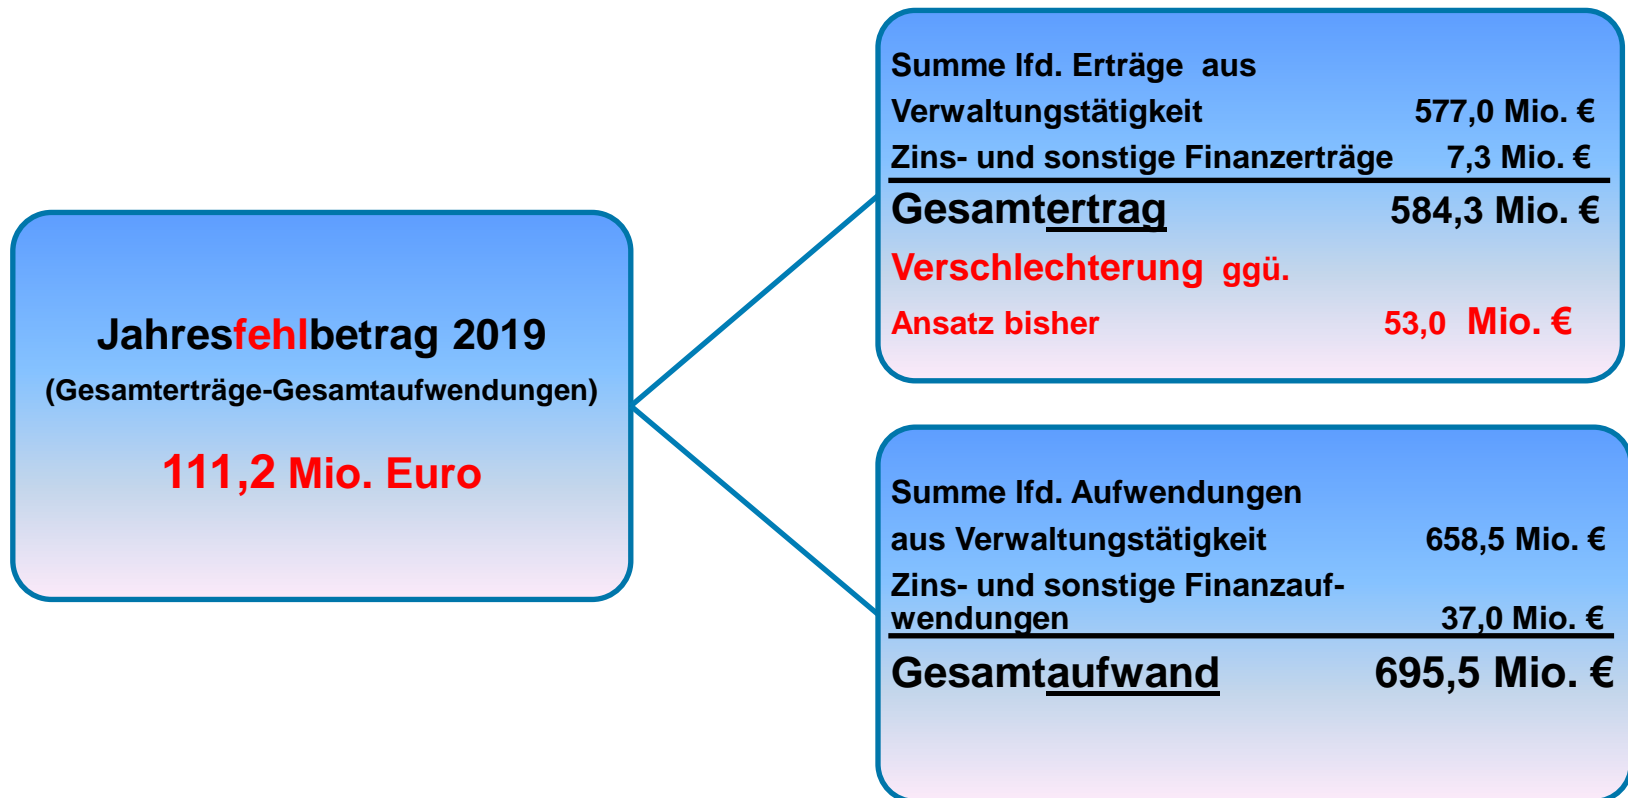 Jahresfehlbetrag 2019
(Gesamterträge-Gesamtaufwendungen)
111,2 Mio. Euro
Summe lfd. Erträge aus
Verwaltungstätigkeit 577,0 Mio. €
Zins- und sonstige Finanzerträge 7,3 Mio. €
Gesamtertrag 584,3 Mio. €
Verschlechterung ggü.
Ansatz bisher 53,0 Mio. €
Summe lfd. Aufwendungen
aus Verwaltungstätigkeit 658,5 Mio. €
Zins- und sonstige Finanzauf-
wendungen 37,0 Mio. €
Gesamtaufwand 695,5 Mio. €